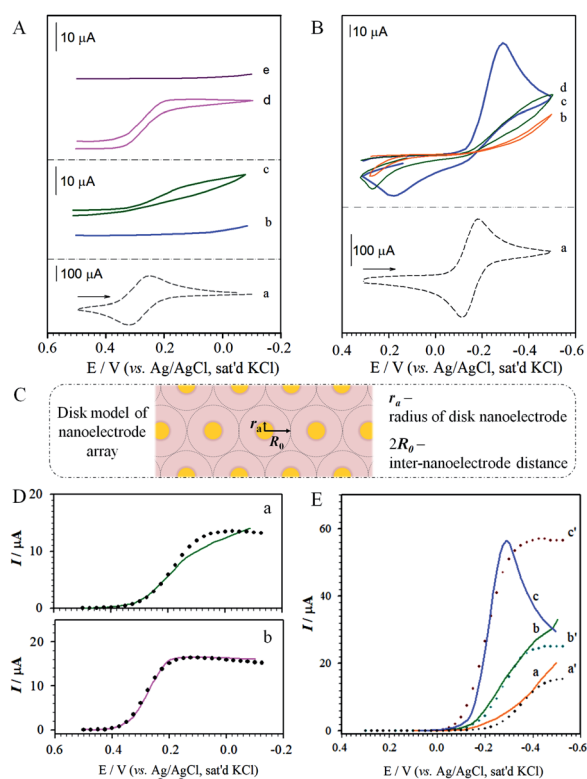 A
10 µA
e
d
10 µA
c
b
100 µA
a
0.6 0.4 0.2 0.0 -0.2
E / V (vs. Ag/AgCl, sat'd KCl)
B
10 µA
d
c
b
100 µA
a
0.4 0.2 0.0 -0.2 -0.4 -0.6
E / V (vs. Ag/AgCl, sat'd KCl)
C
Disk model of
nanoelectrode
array
rₐ
R₀
rₐ –
radius of disk nanoelectrode
2R₀ –
inter-nanoelectrode distance
D
20
10
0
I / µA
a
20
10
0
I / µA
b
0.6 0.4 0.2 0.0 -0.2
E / V (vs. Ag/AgCl, sat'd KCl)
E
60
40
20
0
I / µA
c'
c
b
b'
a
a'
0.4 0.2 0.0 -0.2 -0.4 -0.6
E / V (vs. Ag/AgCl, sat'd KCl)